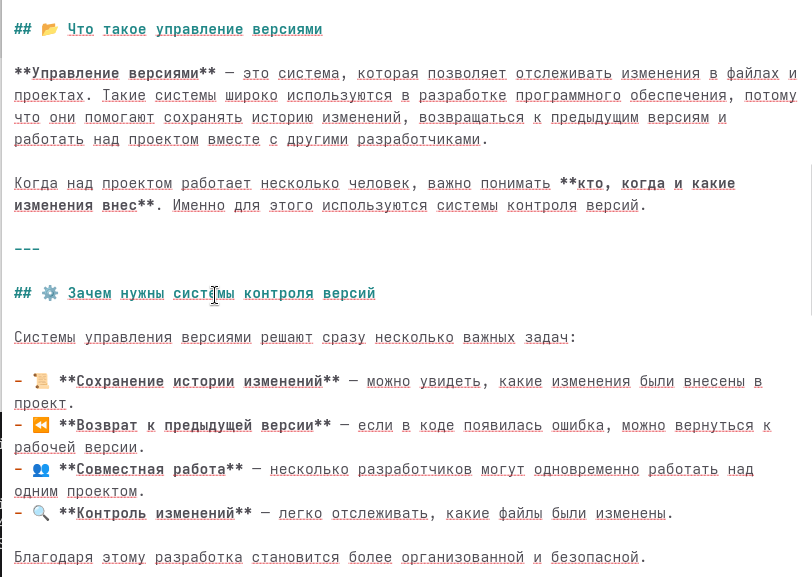 ## 📂 Что такое управление версиями
**Управление версиями** — это система, которая позволяет отслеживать изменения в файлах и
проектах. Такие системы широко используются в разработке программного обеспечения, потому
что они помогают сохранять историю изменений, возвращаться к предыдущим версиям и
работать над проектом вместе с другими разработчиками.
Когда над проектом работает несколько человек, важно понимать **кто, когда и какие
изменения внес**. Именно для этого используются системы контроля версий.
---
## ⚙️ Зачем нужны системы контроля версий
Системы управления версиями решают сразу несколько важных задач:
- 📜 **Сохранение истории изменений** — можно увидеть, какие изменения были внесены в
проект.
- ⏪ **Возврат к предыдущей версии** — если в коде появилась ошибка, можно вернуться к
рабочей версии.
- 👥 **Совместная работа** — несколько разработчиков могут одновременно работать над
одним проектом.
- 🔍 **Контроль изменений** — легко отслеживать, какие файлы были изменены.
Благодаря этому разработка становится более организованной и безопасной.